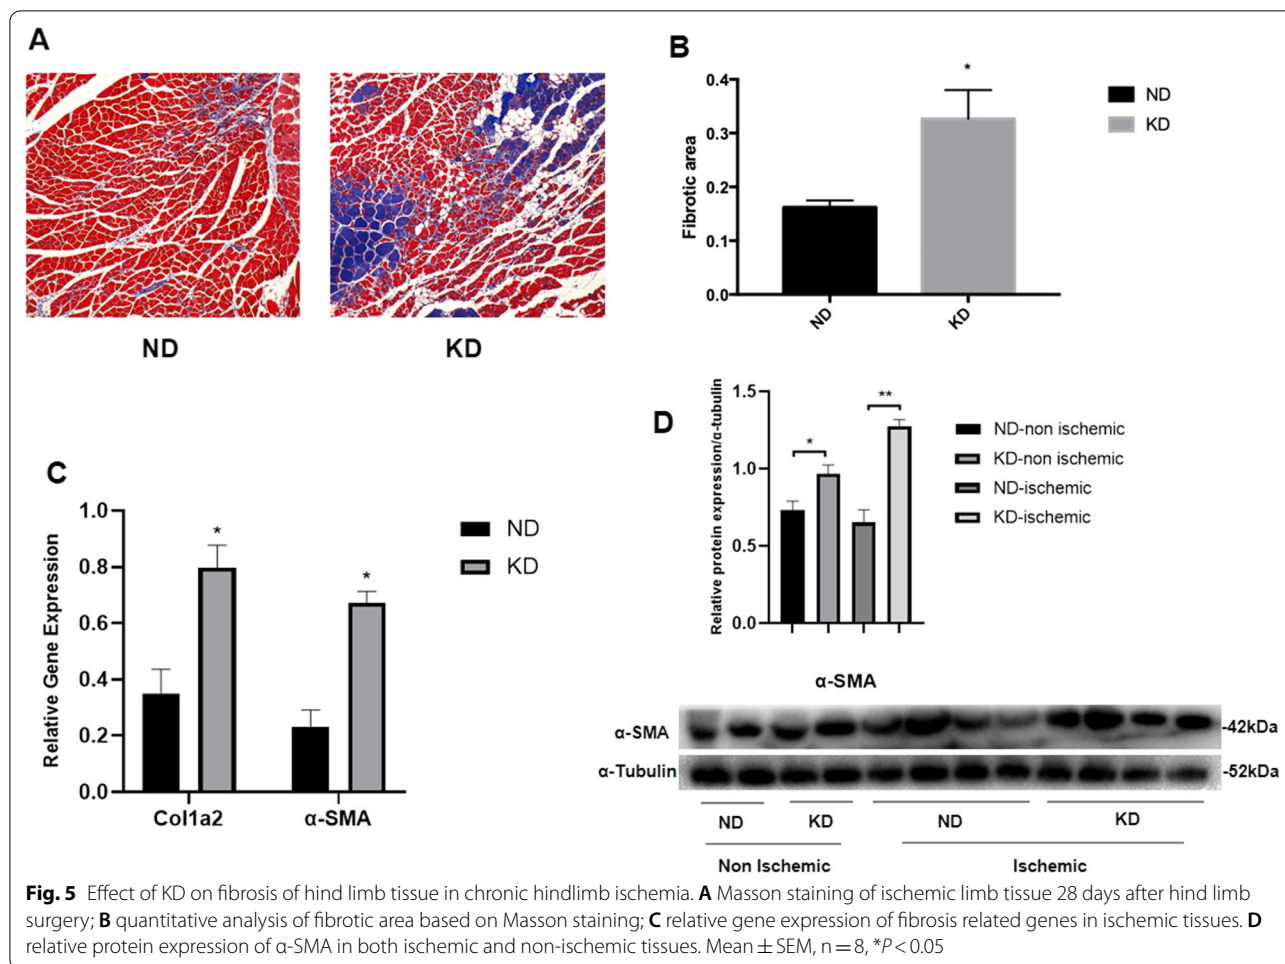 A
ND
KD
B
*
0.4
0.3
0.2
0.1
0.0
Fibrotic area
ND
KD
ND
KD
C
Relative Gene Expression
1.0
0.8
0.6
0.4
0.2
0.0
*
*
Col1a2
α-SMA
ND
KD
D
Relative protein expression/α-tubulin
1.5
1.0
0.5
0.0
*
**
α-SMA
ND-non ischemic
KD-non ischemic
ND-ischemic
KD-ischemic
α-SMA
-42kDa
α-Tubulin
-52kDa
ND KD ND KD
Non Ischemic Ischemic
Fig. 5 Effect of KD on fibrosis of hind limb tissue in chronic hindlimb ischemia. A Masson staining of ischemic limb tissue 28 days after hind limb
surgery; B quantitative analysis of fibrotic area based on Masson staining; C relative gene expression of fibrosis related genes in ischemic tissues. D
relative protein expression of α-SMA in both ischemic and non-ischemic tissues. Mean ± SEM, n = 8, *P < 0.05